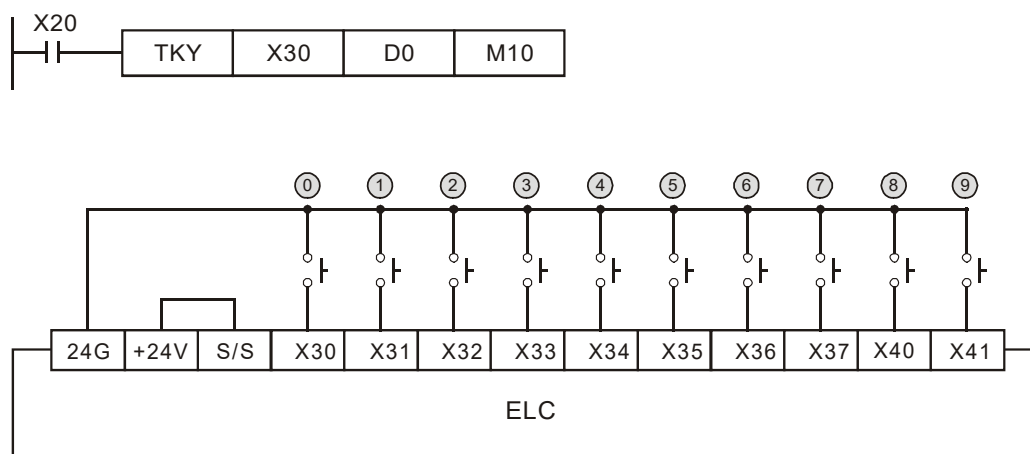 X20
TKY X30 D0 M10
0 1 2 3 4 5 6 7 8 9
24G +24V S/S X30 X31 X32 X33 X34 X35 X36 X37 X40 X41
ELC